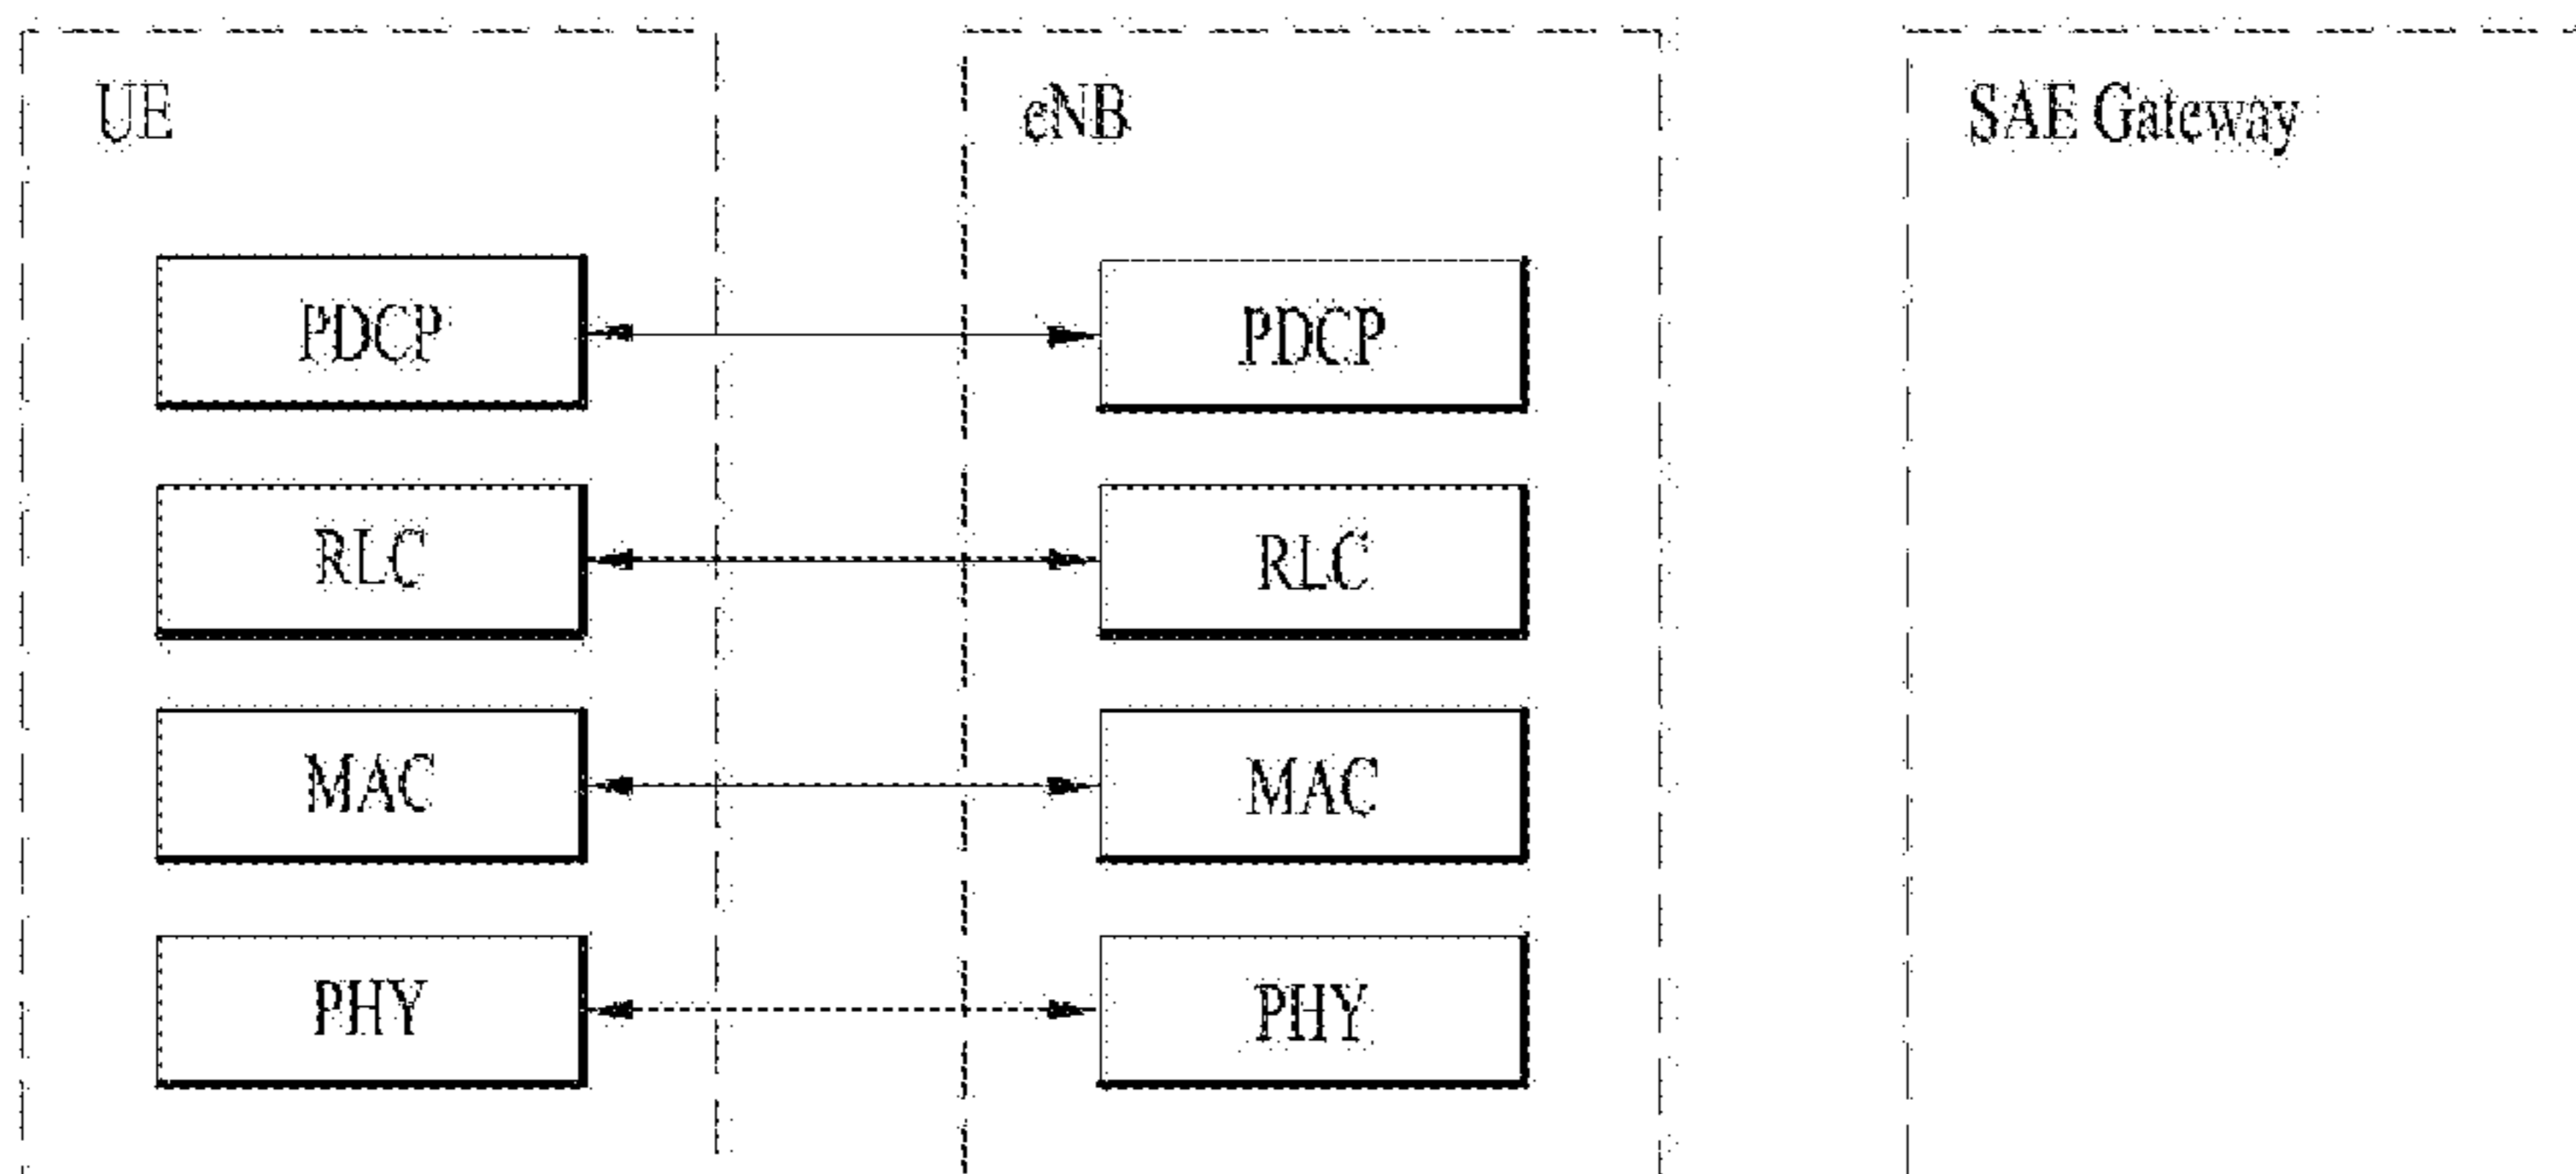 UE
eNB
SAE Gateway
PDCP
PDCP
RLC
RLC
MAC
MAC
PHY
PHY